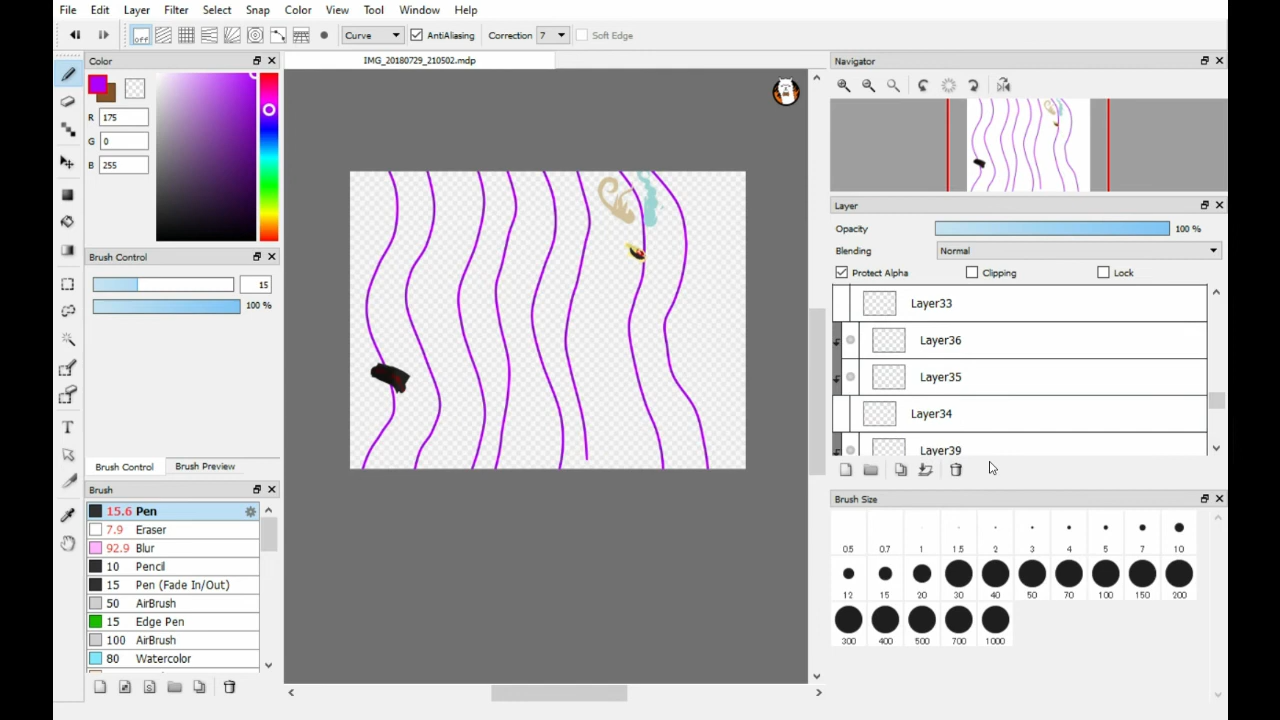 File Edit Layer Filter Select Snap Color View Tool Window Help
off Curve AntiAliasing Correction 7 Soft Edge
Color
IMG_20180729_210502.mdp
Navigator
R 175
G 0
B 255
Layer
Opacity 100 %
Blending Normal
Protect Alpha Clipping Lock
Brush Control
15
100 %
Layer33
Layer36
Layer35
Layer34
Layer39
Brush Control Brush Preview
Brush
15.6 Pen
7.9 Eraser
92.9 Blur
10 Pencil
15 Pen (Fade In/Out)
50 AirBrush
15 Edge Pen
100 AirBrush
80 Watercolor
Brush Size
0.5 0.7 1 1.5 2 3 4 5 7 10
12 15 20 30 40 50 70 100 150 200
300 400 500 700 1000